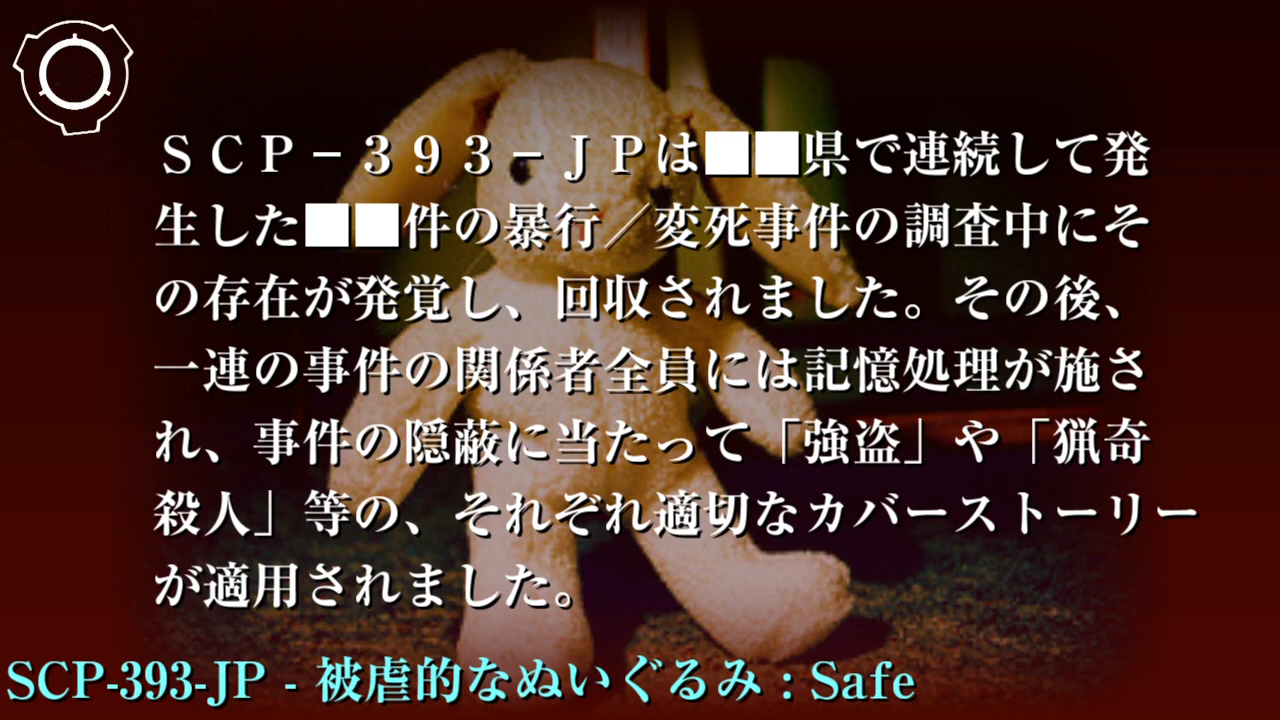 ＳＣＰ－３９３－ＪＰは██県で連続して発
生した██件の暴行／変死事件の調査中にそ
の存在が発覚し、回収されました。その後、
一連の事件の関係者全員には記憶処理が施さ
れ、事件の隠蔽に当たって「強盗」や「猟奇
殺人」等の、それぞれ適切なカバーストーリー
が適用されました。
SCP-393-JP - 被虐的なぬいぐるみ : Safe